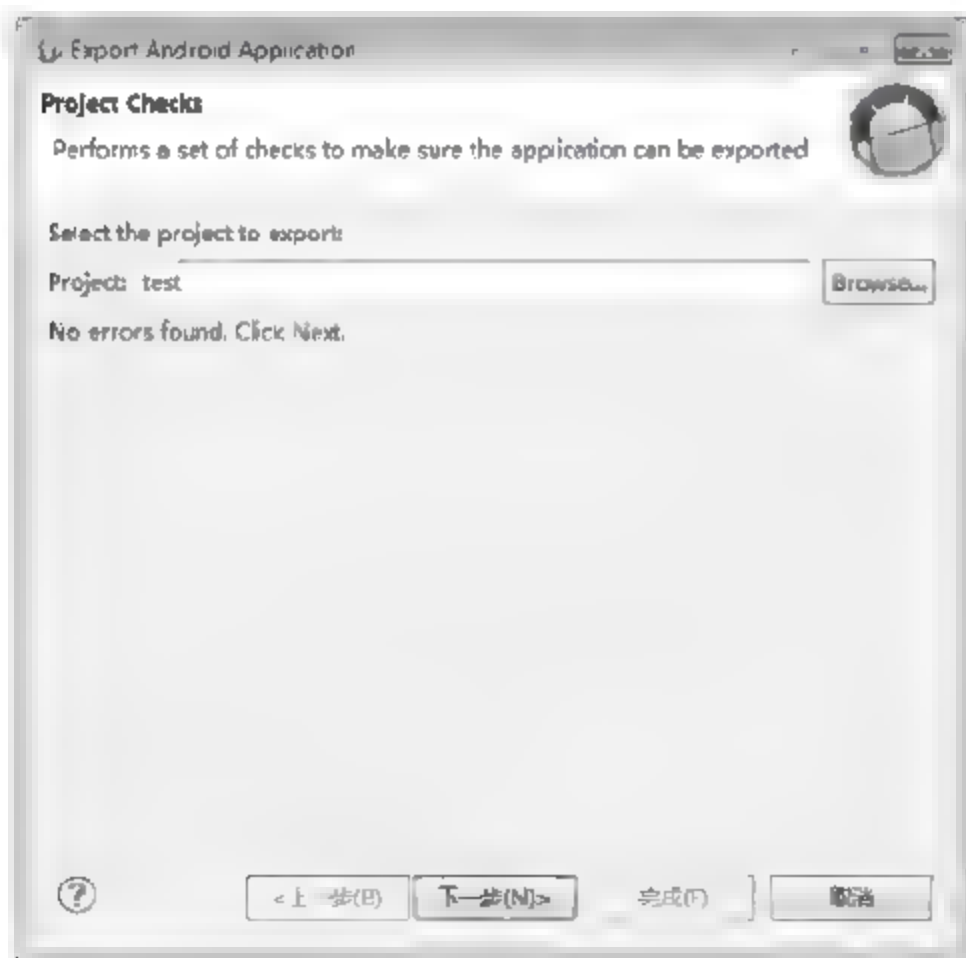 Export Android Application
Project Checks
Performs a set of checks to make sure the application can be exported
Select the project to export:
Project: test Browse...
No errors found. Click Next.
<上一步(B) 下一步(N)> 完成(F) 取消